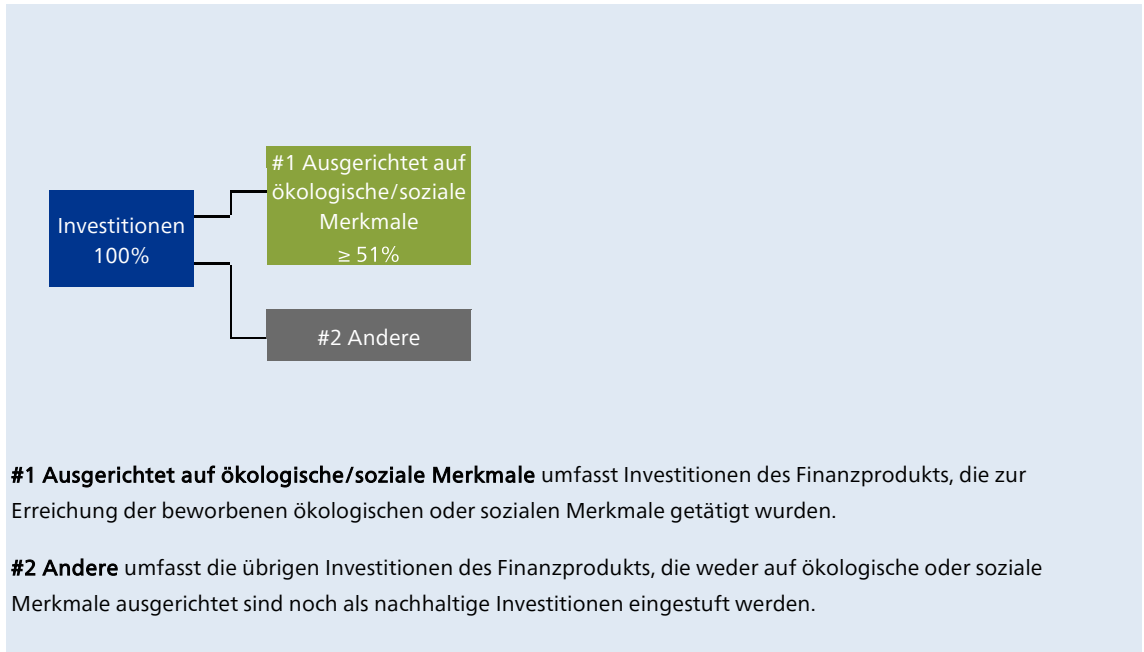 #1 Ausgerichtet auf
ökologische/soziale
Merkmale
≥ 51%
Investitionen
100%
#2 Andere
#1 Ausgerichtet auf ökologische/soziale Merkmale umfasst Investitionen des Finanzprodukts, die zur
Erreichung der beworbenen ökologischen oder sozialen Merkmale getätigt wurden.
#2 Andere umfasst die übrigen Investitionen des Finanzprodukts, die weder auf ökologische oder soziale
Merkmale ausgerichtet sind noch als nachhaltige Investitionen eingestuft werden.